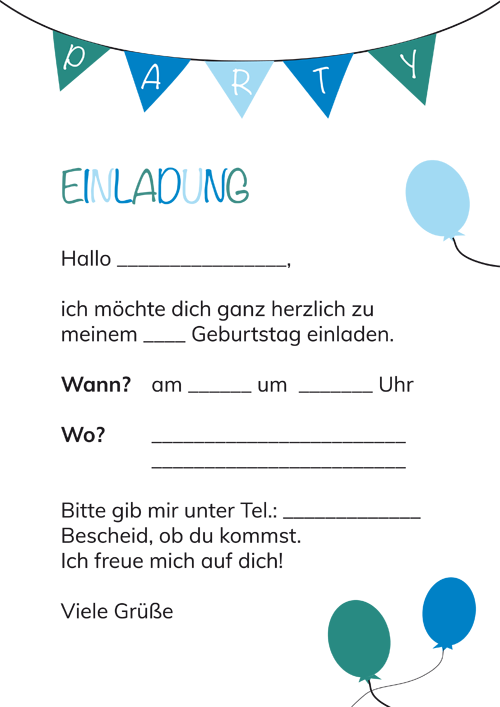 PARTY
EINLADUNG
Hallo ________________,
ich möchte dich ganz herzlich zu
meinem ____ Geburtstag einladen.
Wann? am ______ um _______ Uhr
Wo? ________________________
________________________
Bitte gib mir unter Tel.: _____________
Bescheid, ob du kommst.
Ich freue mich auf dich!
Viele Grüße